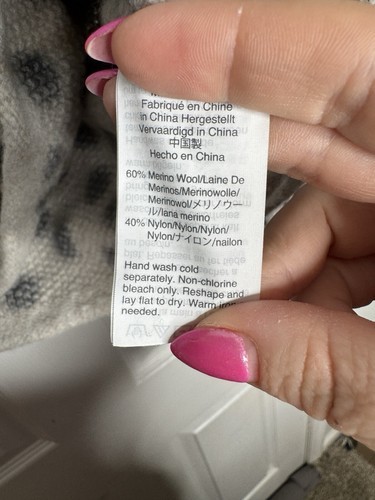 Fabriqué en Chine
in China Hergestellt
Vervaardigd in China
中国製
Hecho en China
60% Merino Wool/Laine De
Merinos/Merinowolle/
Merinowol/メリノウー
ル/lana merino
40% Nylon/Nylon/Nylon/
Nylon/ナイロン/nailon
Hand wash cold
separately. Non-chlorine
bleach only. Reshape and
lay flat to dry. Warm iron
needed.